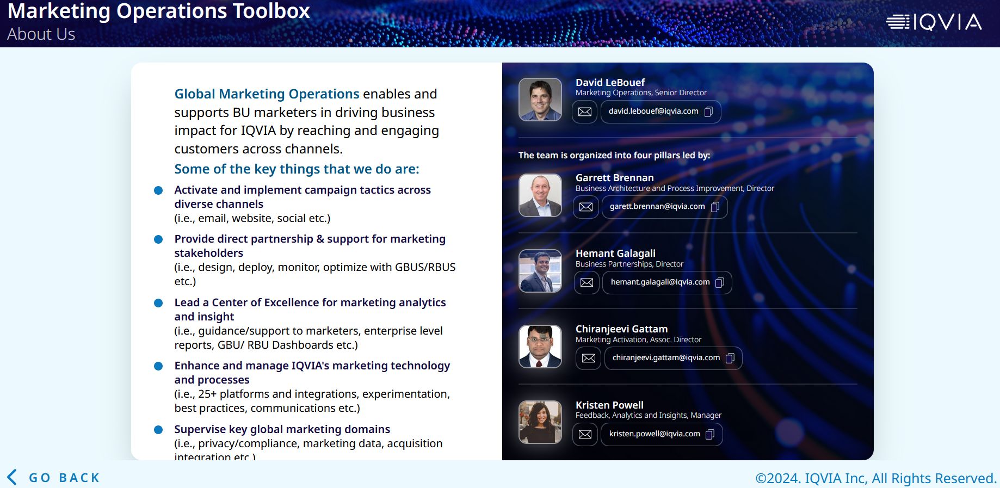 Marketing Operations Toolbox
About Us
IQVIA
Global Marketing Operations enables and
supports BU marketers in driving business
impact for IQVIA by reaching and engaging
customers across channels.
Some of the key things that we do are:
Activate and implement campaign tactics across
diverse channels
(i.e., email, website, social etc.)
Provide direct partnership & support for marketing
stakeholders
(i.e., design, deploy, monitor, optimize with GBUS/RBUS
etc.)
Lead a Center of Excellence for marketing analytics
and insight
(i.e., guidance/support to marketers, enterprise level
reports, GBU/ RBU Dashboards etc.)
Enhance and manage IQVIA's marketing technology
and processes
(i.e., 25+ platforms and integrations, experimentation,
best practices, communications etc.)
Supervise key global marketing domains
(i.e., privacy/compliance, marketing data, acquisition
integration etc.)
David LeBouef
Marketing Operations, Senior Director
david.lebouef@iqvia.com
The team is organized into four pillars led by:
Garrett Brennan
Business Architecture and Process Improvement, Director
garett.brennan@iqvia.com
Hemant Galagali
Business Partnerships, Director
hemant.galagali@iqvia.com
Chiranjeevi Gattam
Marketing Activation, Assoc. Director
chiranjeevi.gattam@iqvia.com
Kristen Powell
Feedback, Analytics and Insights, Manager
kristen.powell@iqvia.com
GO BACK
©2024. IQVIA Inc, All Rights Reserved.